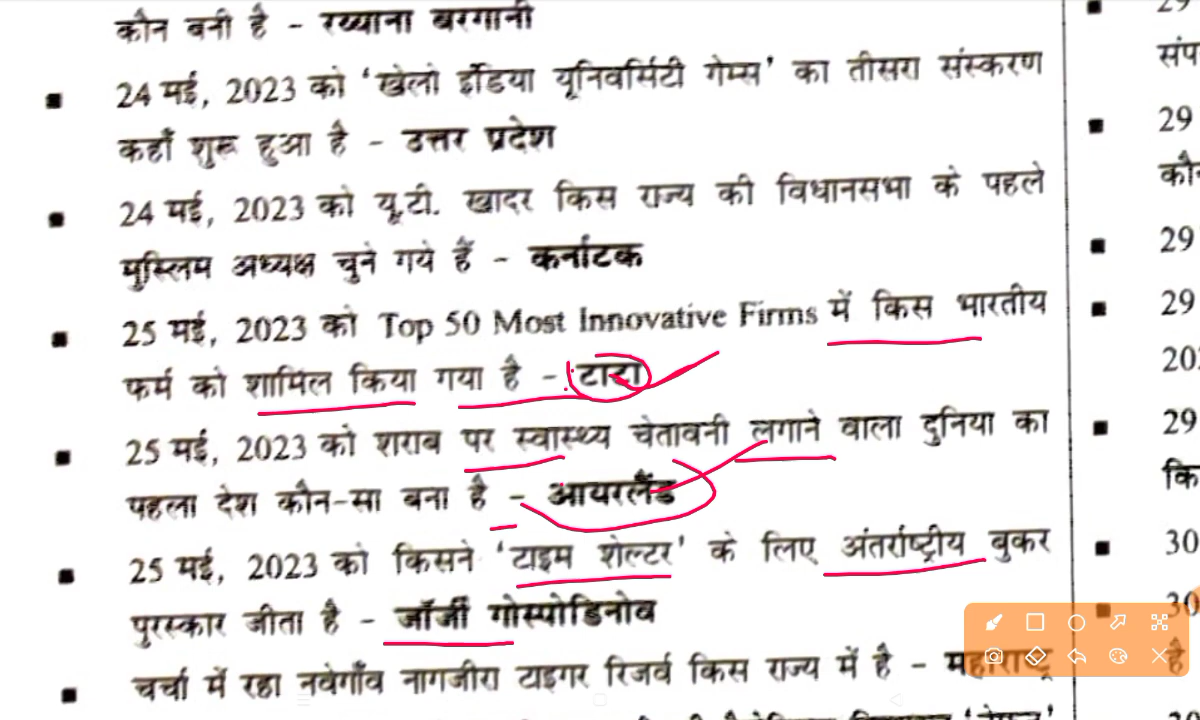 कौन बनी है - रय्याना बरगानी
24 मई, 2023 को ‘खेलो इंडिया यूनिवर्सिटी गेम्स’ का तीसरा संस्करण
कहाँ शुरू हुआ है - उत्तर प्रदेश
24 मई, 2023 को यू.टी. खादर किस राज्य की विधानसभा के पहले
मुस्लिम अध्यक्ष चुने गये हैं - कर्नाटक
25 मई, 2023 को Top 50 Most Innovative Firms में किस भारतीय
फर्म को शामिल किया गया है - टाटा
25 मई, 2023 को शराब पर स्वास्थ्य चेतावनी लगाने वाला दुनिया का
पहला देश कौन-सा बना है - आयरलैंड
25 मई, 2023 को किसने ‘टाइम शेल्टर’ के लिए अंतर्राष्ट्रीय बुकर
पुरस्कार जीता है - जॉर्जी गोस्पोडिनोव
चर्चा में रहा नवेगाँव नागजीरा टाइगर रिजर्व किस राज्य में है - महाराष्ट्र
29
संप
29
कौन
29
29
202
29
कि
30
30
है